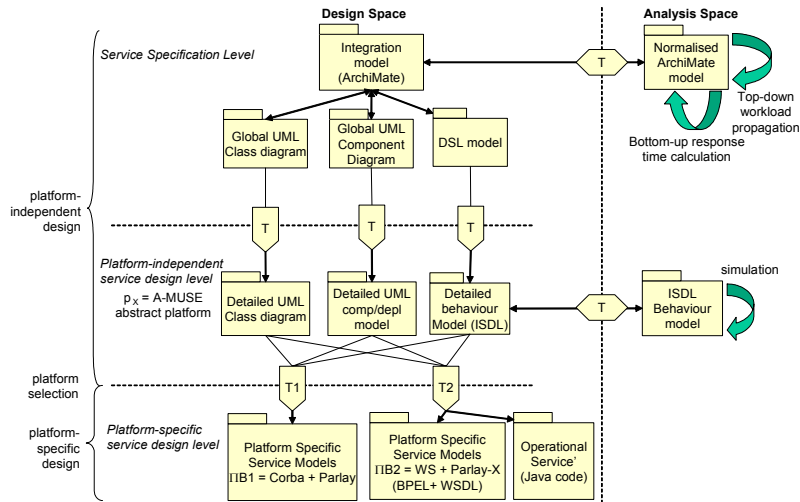 Design Space
Analysis Space
Service Specification Level
Integration
model
(ArchiMate)
T
Normalised
ArchiMate
model
Top-down
workload
propagation
Bottom-up response
time calculation
Global UML
Class diagram
Global UML
Component
Diagram
DSL model
platform-
independent
design
T
T
T
Platform-independent
service design level
p x = A-MUSE
abstract platform
Detailed UML
Class diagram
Detailed UML
comp/depl
model
Detailed
behaviour
Model (ISDL)
T
ISDL
Behaviour
model
simulation
platform
selection
T1
T2
platform-
specific
design
Platform-specific
service design level
Platform Specific
Service Models
ΠB1 = Corba + Parlay
Platform Specific
Service Models
ΠB2 = WS + Parlay-X
(BPEL+ WSDL)
Operational
Service'
(Java code)